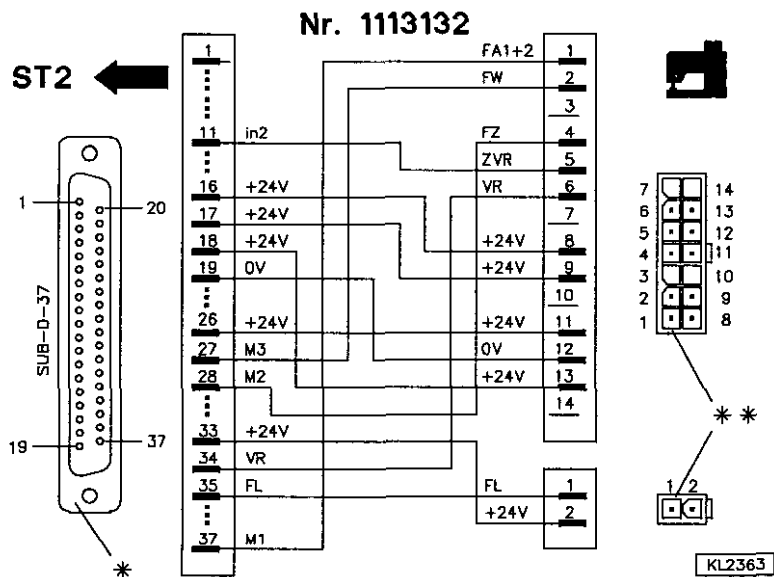 Nr. 1113132
ST2
1
11 in2
16 +24V
17 +24V
18 +24V
19 0V
26 +24V
27 M3
28 M2
33 +24V
34 VR
35 FL
37 M1
FA1+2 1
FW 2
3
FZ 4
ZVR 5
VR 6
7
+24V 8
+24V 9
10
+24V 11
0V 12
+24V 13
14
FL 1
+24V 2
1 20
SUB-D-37
19 37
*
7 14
6 13
5 12
4 11
3 10
2 9
1 8
* *
1 2
KL2363